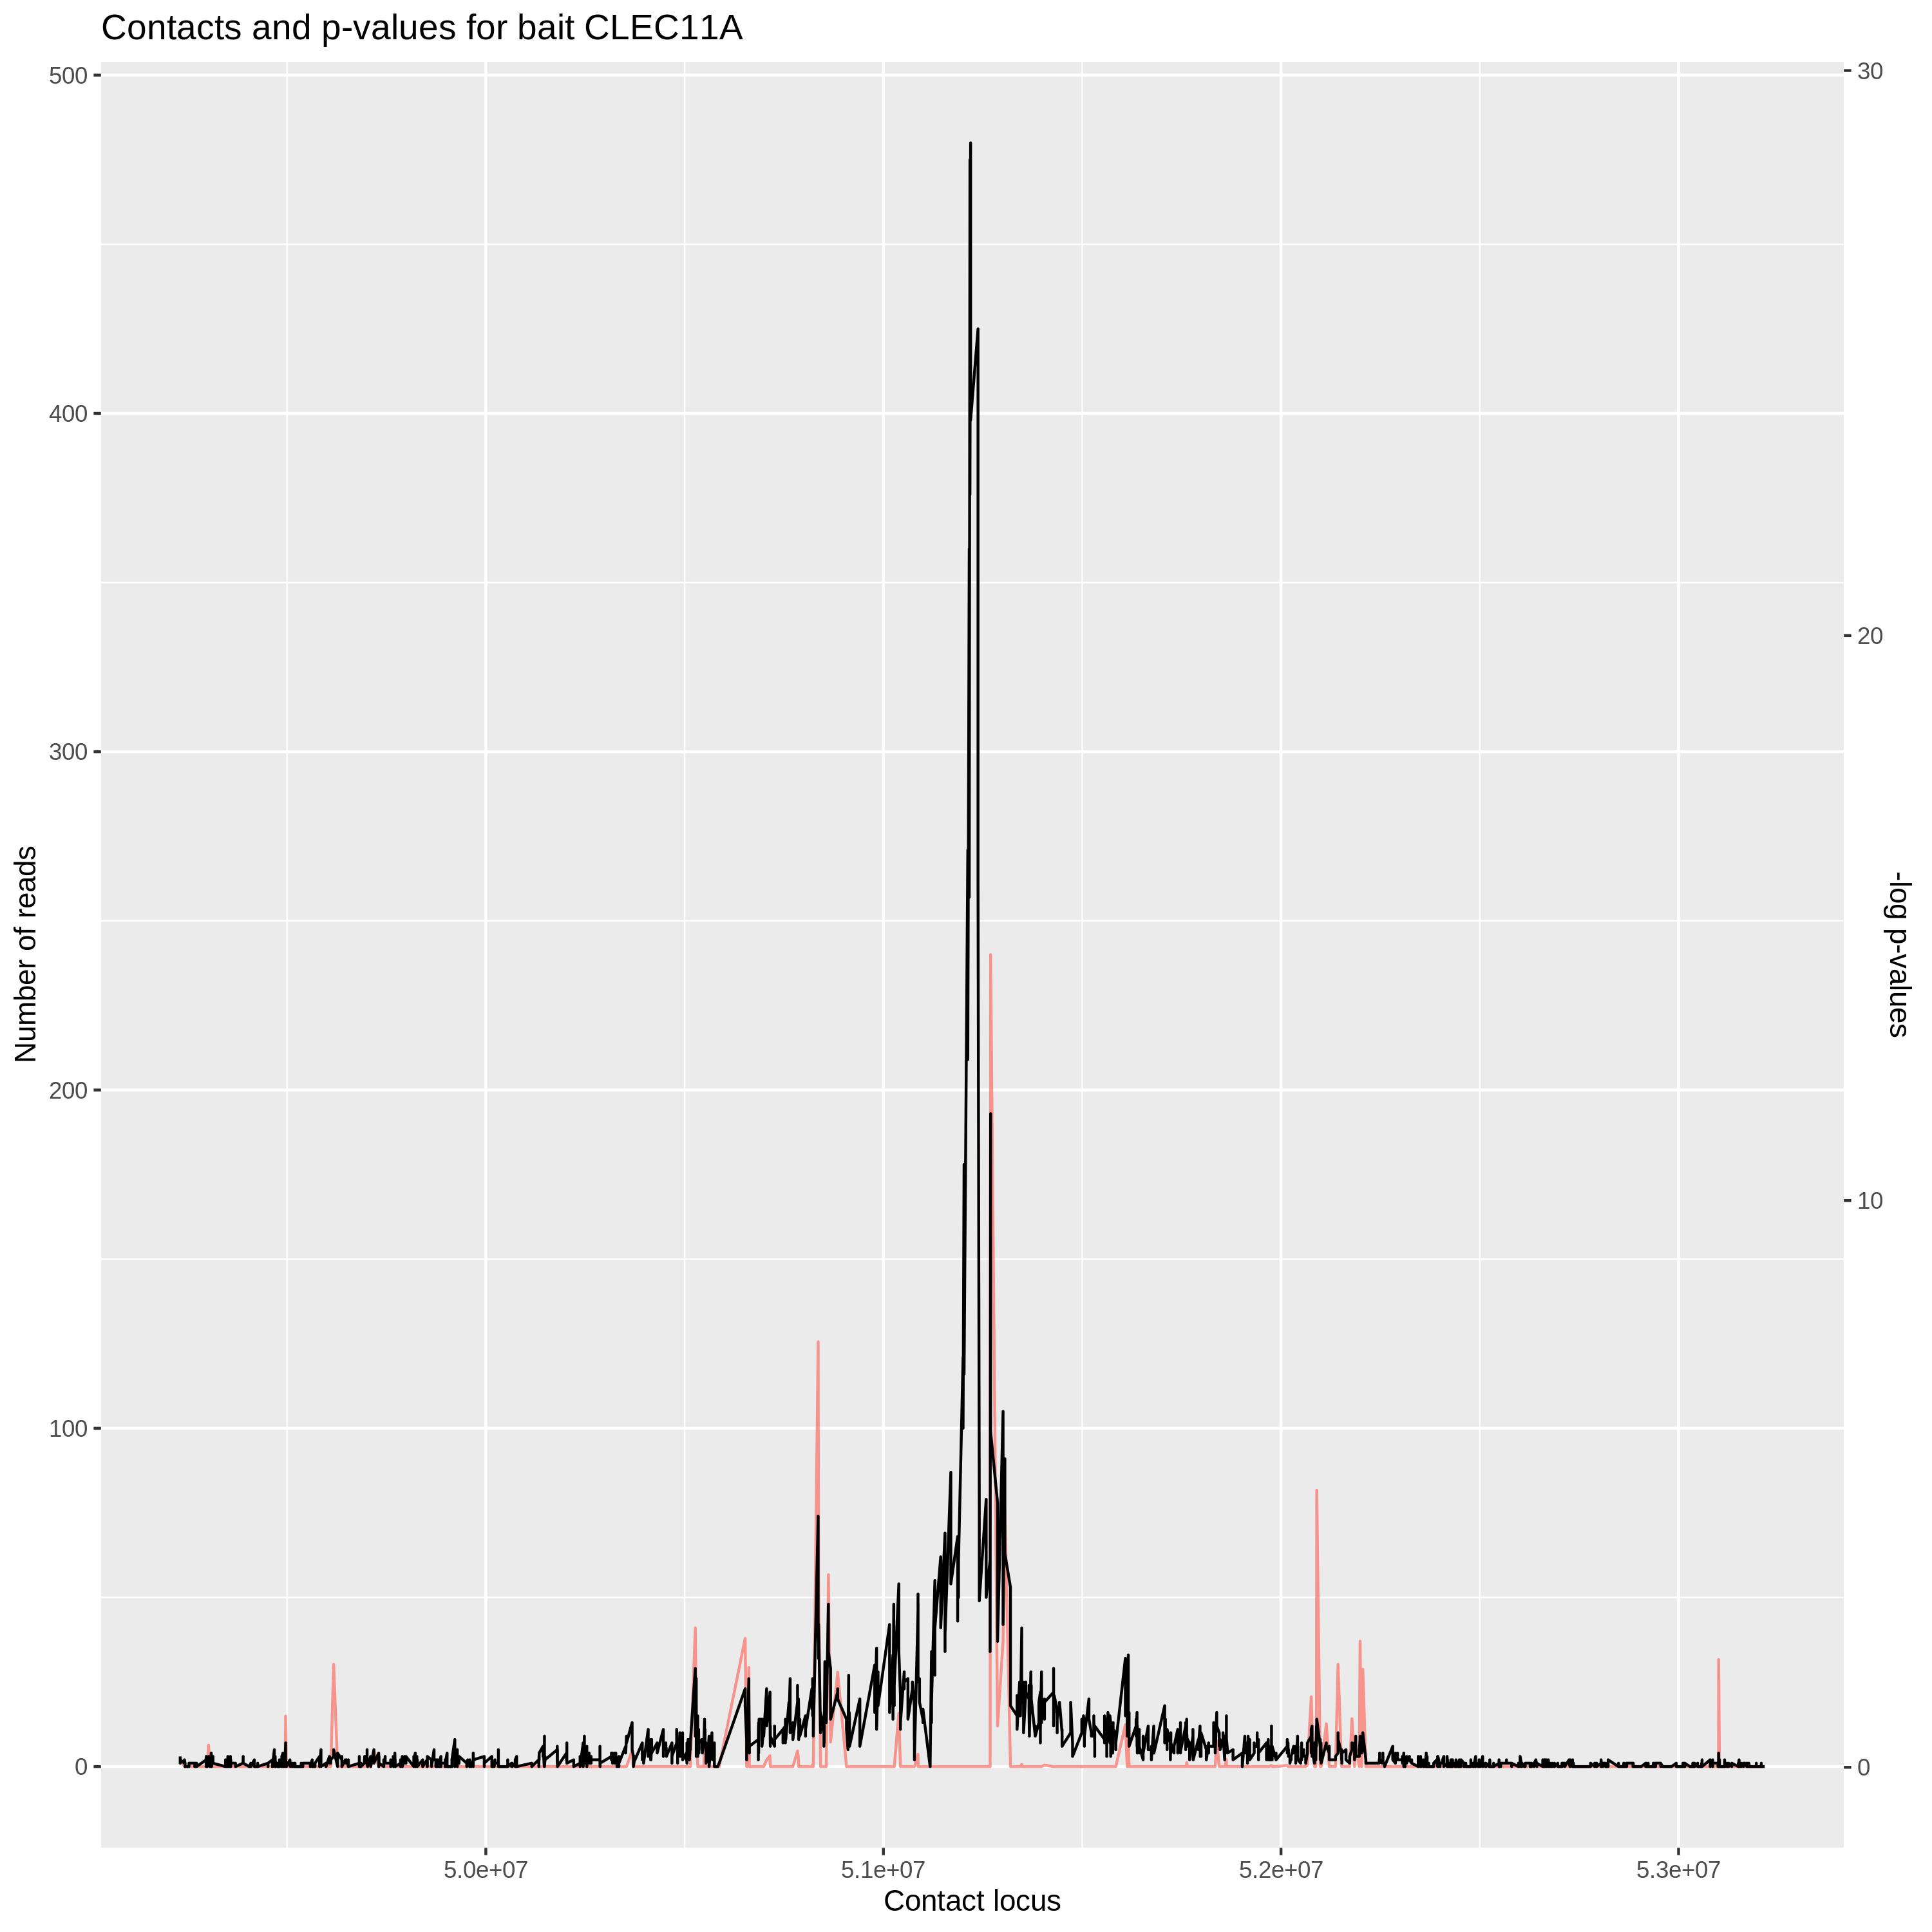 Contacts and p-values for bait CLEC11A
500
400
300
200
100
0
Number of reads
30
20
10
0
-log p-values
5.0e+07 5.1e+07 5.2e+07 5.3e+07
Contact locus